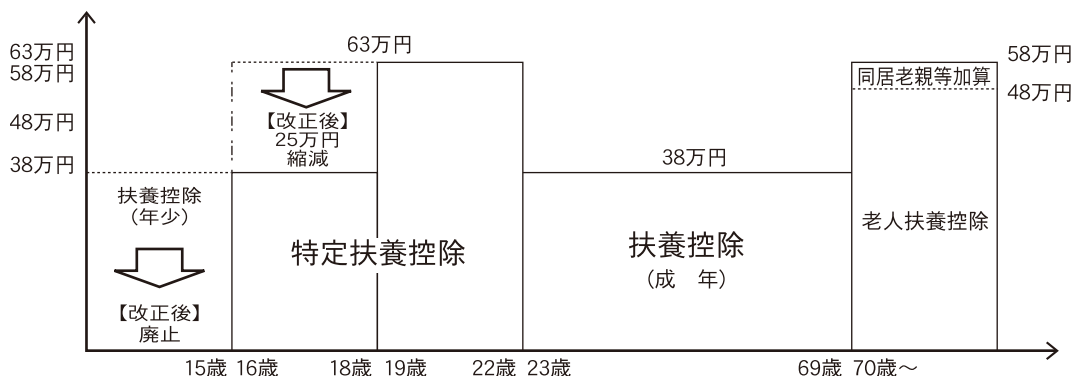 63万円
58万円
48万円
38万円
63万円
【改正後】
25万円
縮減
扶養控除
（年少）
【改正後】
廃止
特定扶養控除
38万円
扶養控除
（成　年）
同居老親等加算
58万円
48万円
老人扶養控除
15歳 16歳 18歳 19歳 22歳 23歳 69歳 70歳～